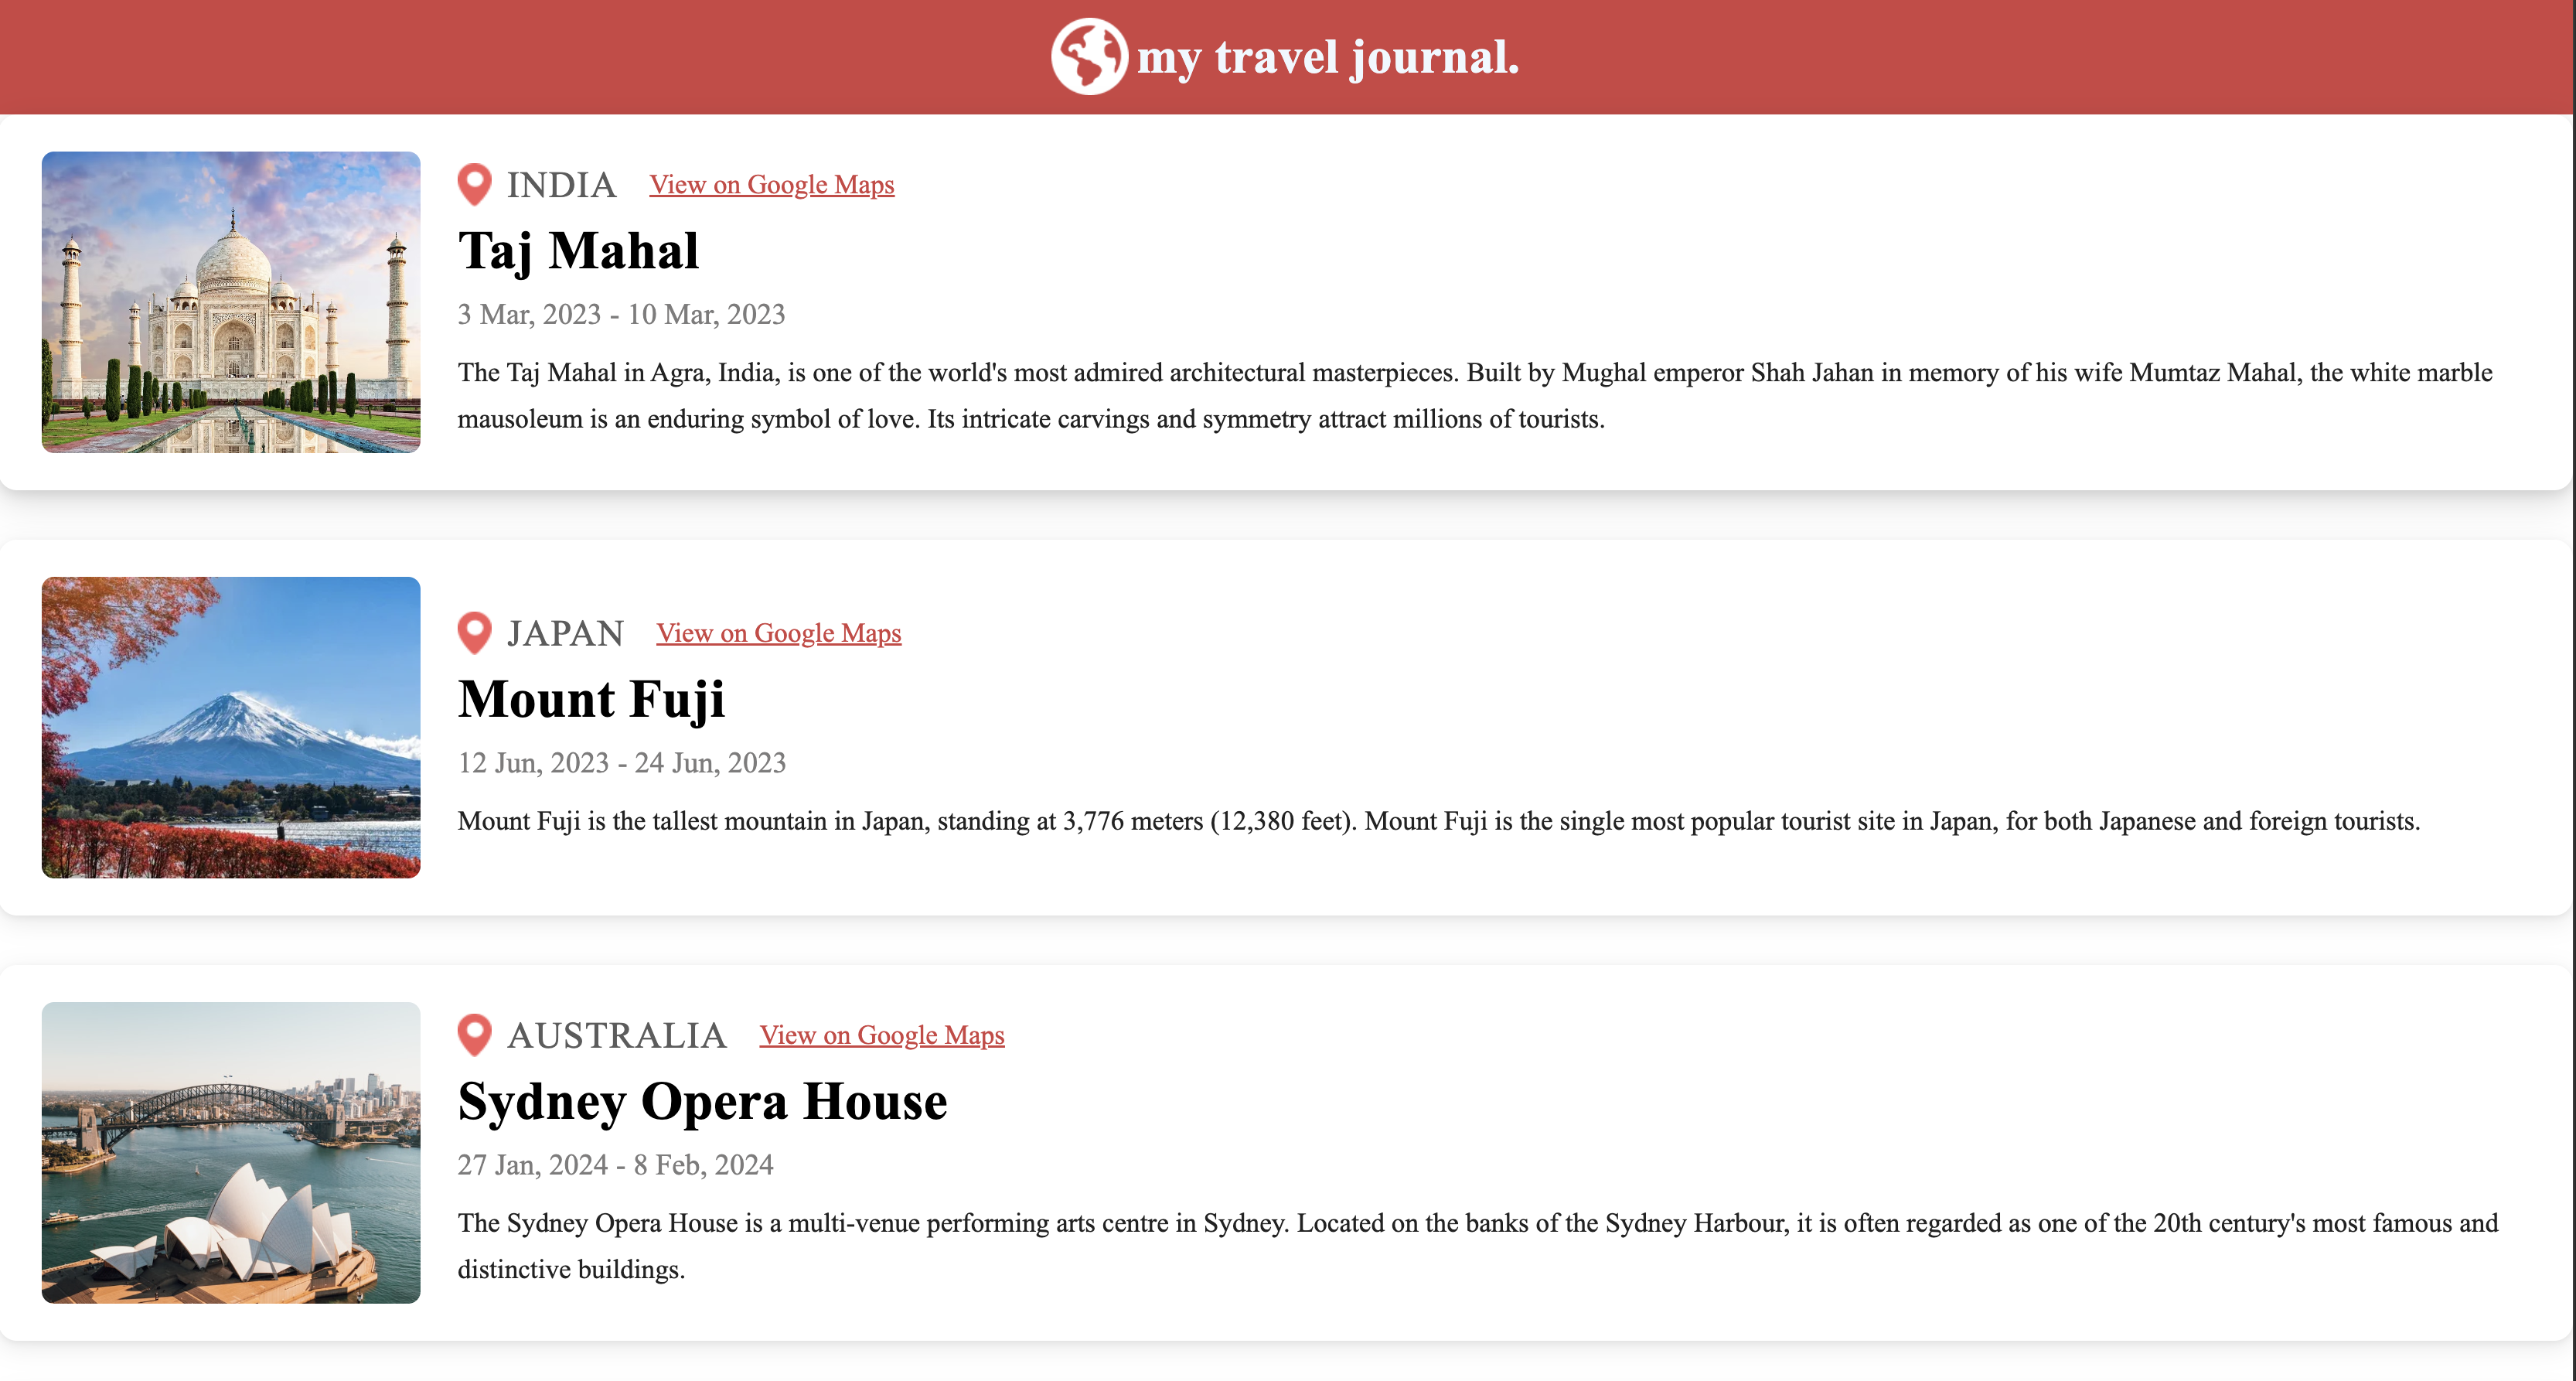 my travel journal.
INDIA View on Google Maps
Taj Mahal
3 Mar, 2023 - 10 Mar, 2023
The Taj Mahal in Agra, India, is one of the world's most admired architectural masterpieces. Built by Mughal emperor Shah Jahan in memory of his wife Mumtaz Mahal, the white marble
mausoleum is an enduring symbol of love. Its intricate carvings and symmetry attract millions of tourists.
JAPAN View on Google Maps
Mount Fuji
12 Jun, 2023 - 24 Jun, 2023
Mount Fuji is the tallest mountain in Japan, standing at 3,776 meters (12,380 feet). Mount Fuji is the single most popular tourist site in Japan, for both Japanese and foreign tourists.
AUSTRALIA View on Google Maps
Sydney Opera House
27 Jan, 2024 - 8 Feb, 2024
The Sydney Opera House is a multi-venue performing arts centre in Sydney. Located on the banks of the Sydney Harbour, it is often regarded as one of the 20th century's most famous and
distinctive buildings.